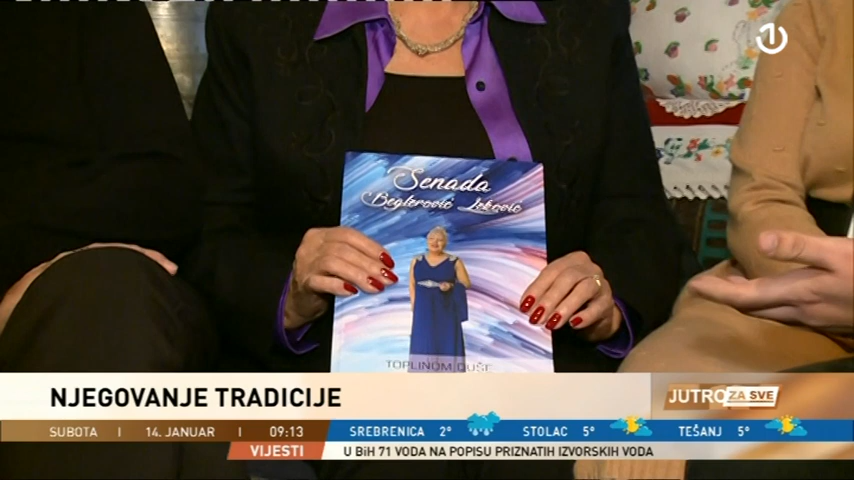 Senada
Beglerović Leković
TOPLINOM DUŠE
NJEGOVANJE TRADICIJE
JUTRO ZA SVE
SUBOTA | 14. JANUAR | 09:13
SREBRENICA 2° STOLAC 5° TEŠANJ 5°
VIJESTI U BiH 71 VODA NA POPISU PRIZNATIH IZVORSKIH VODA